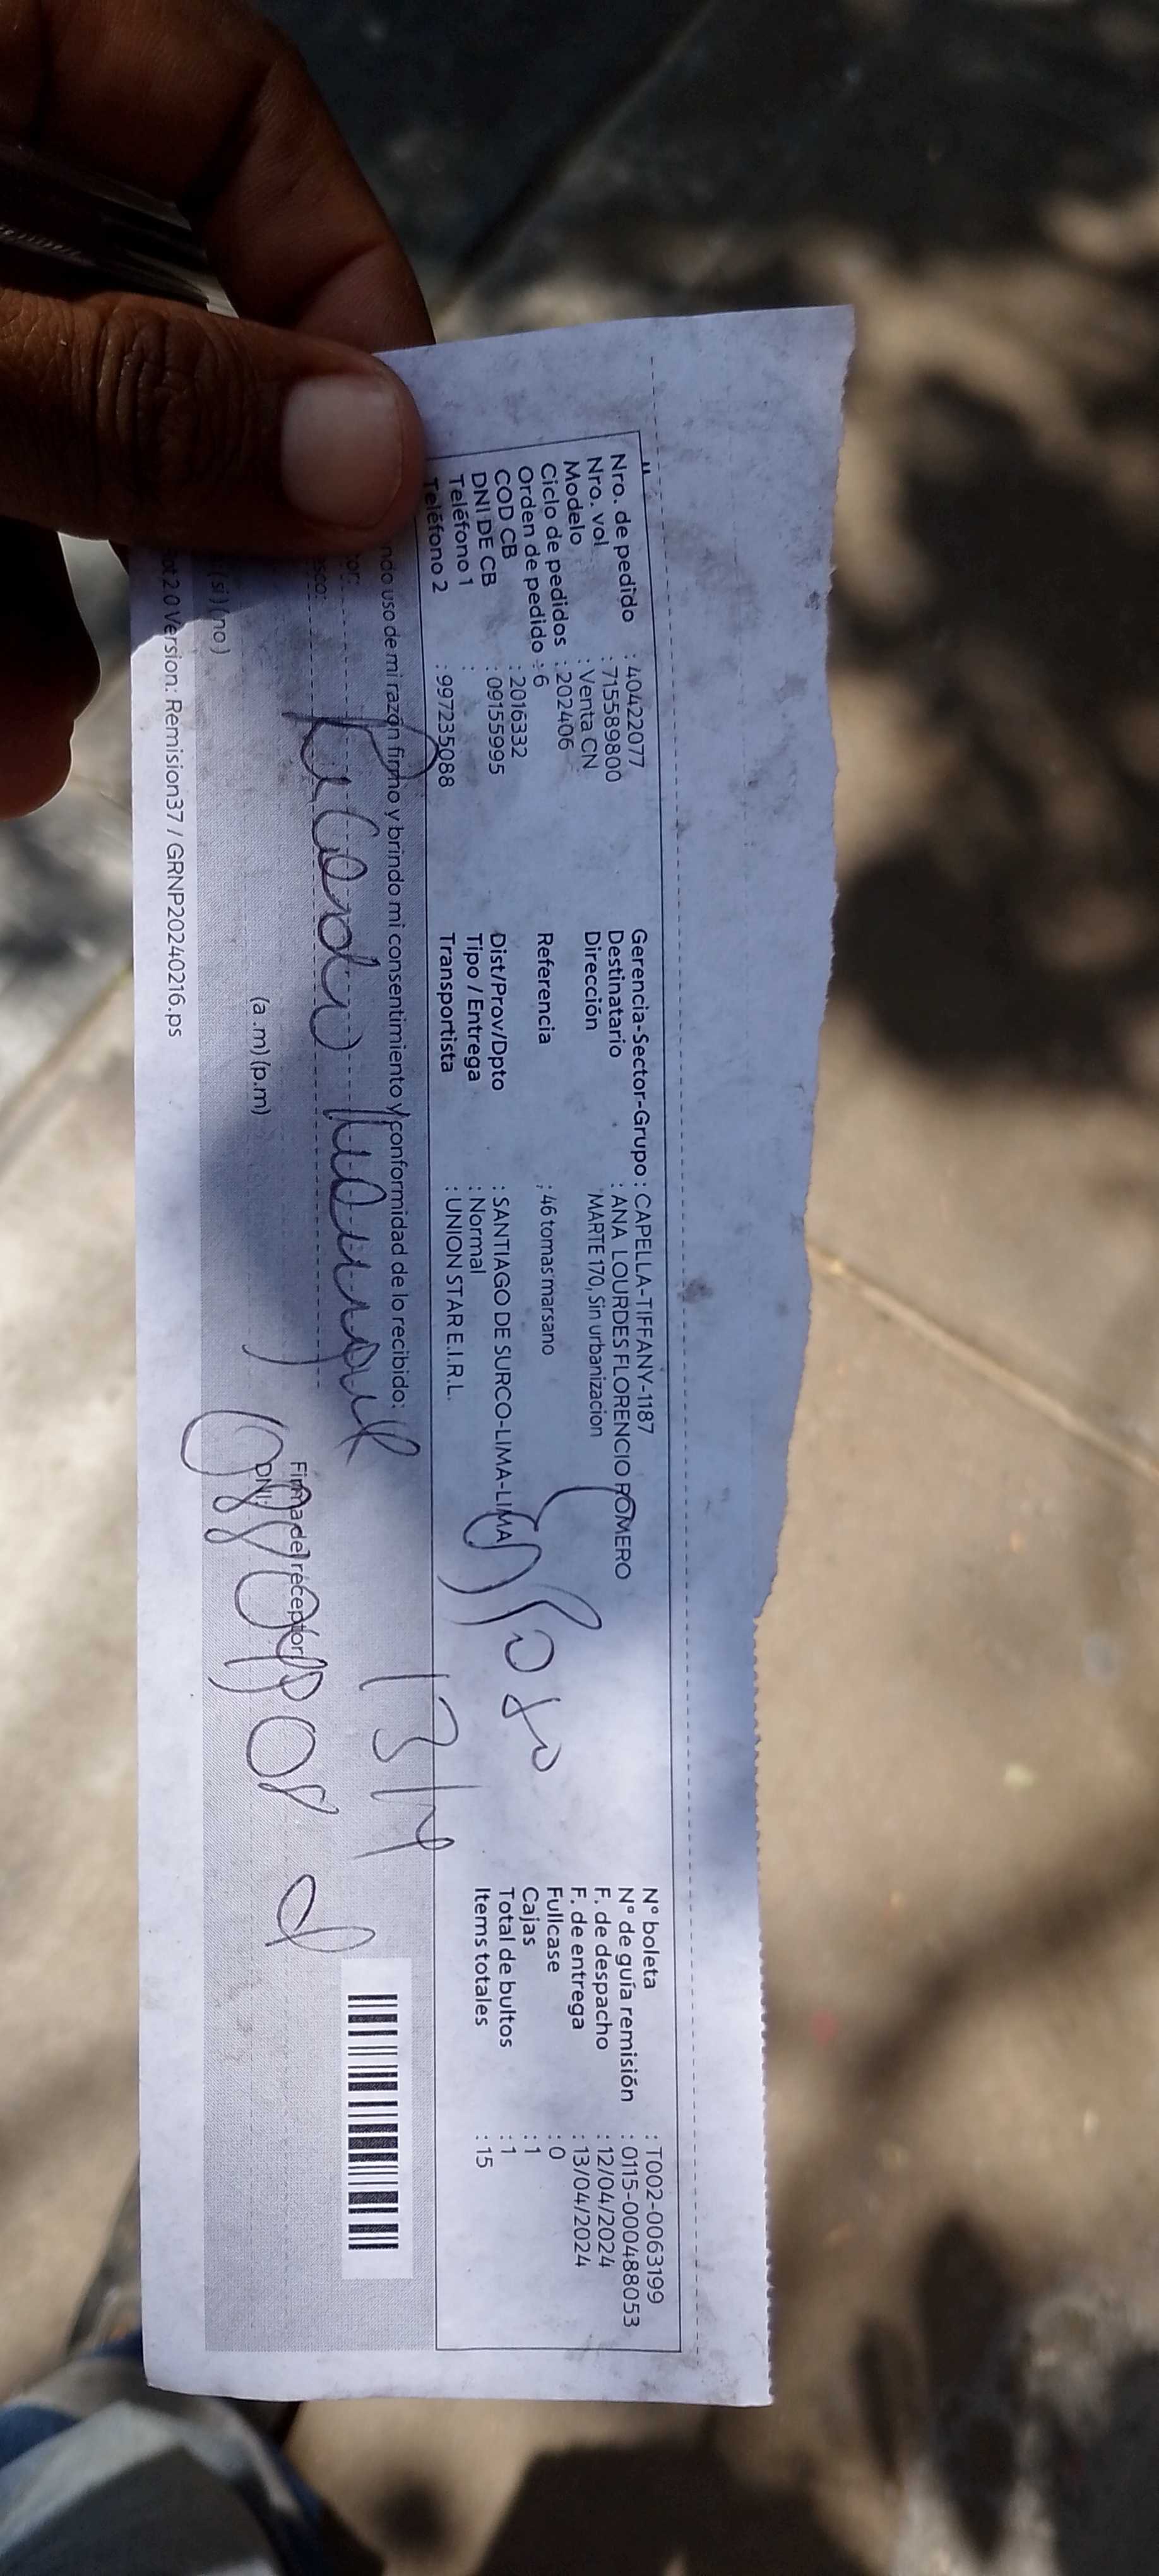 Nro. de pedido : 40422077
Nro. vol : 715589800
Modelo : Venta CN
Ciclo de pedidos : 202406
Orden de pedido : 6
COD CB : 2016332
DNI DE CB : 09155995
Teléfono 1 :
Teléfono 2 : 997235088
Gerencia-Sector-Grupo : CAPELLA-TIFFANY-1187
Destinatario : ANA LOURDES FLORENCIO ROMERO
Dirección MARTE 170, Sin urbanizacion
Referencia : 46 tomas marsano
Dist/Prov/Dpto : SANTIAGO DE SURCO-LIMA-LIMA
Tipo / Entrega : Normal
Transportista : UNION STAR E.I.R.L.
N° boleta : T002-0063199
N° de guía remisión : 0115-000488053
F. de despacho : 12/04/2024
F. de entrega : 13/04/2024
Fullcase : 0
Cajas : 1
Total de bultos : 1
Items totales : 15
ndo uso de mi razón firmo y brindo mi consentimiento y conformidad de lo recibido:
or:
sco:
13/4
Firma del receptor
DNI:
(si) (no)
(a.m) (p.m)
ot 2.0 Version: Remision37 / GRNP20240216.ps